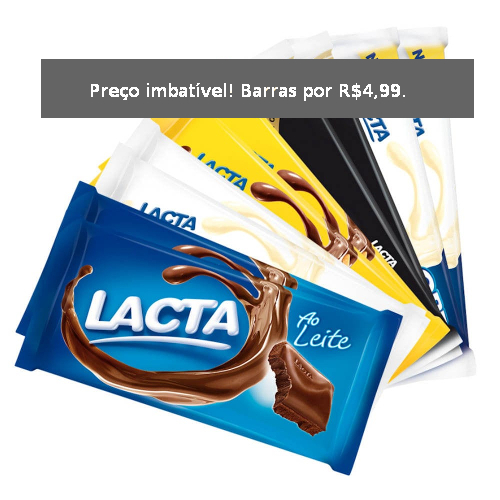 Preço imbatível! Barras por R$4,99.
LACTA
LACTA
LACTA
LACTA
Ao
Leite